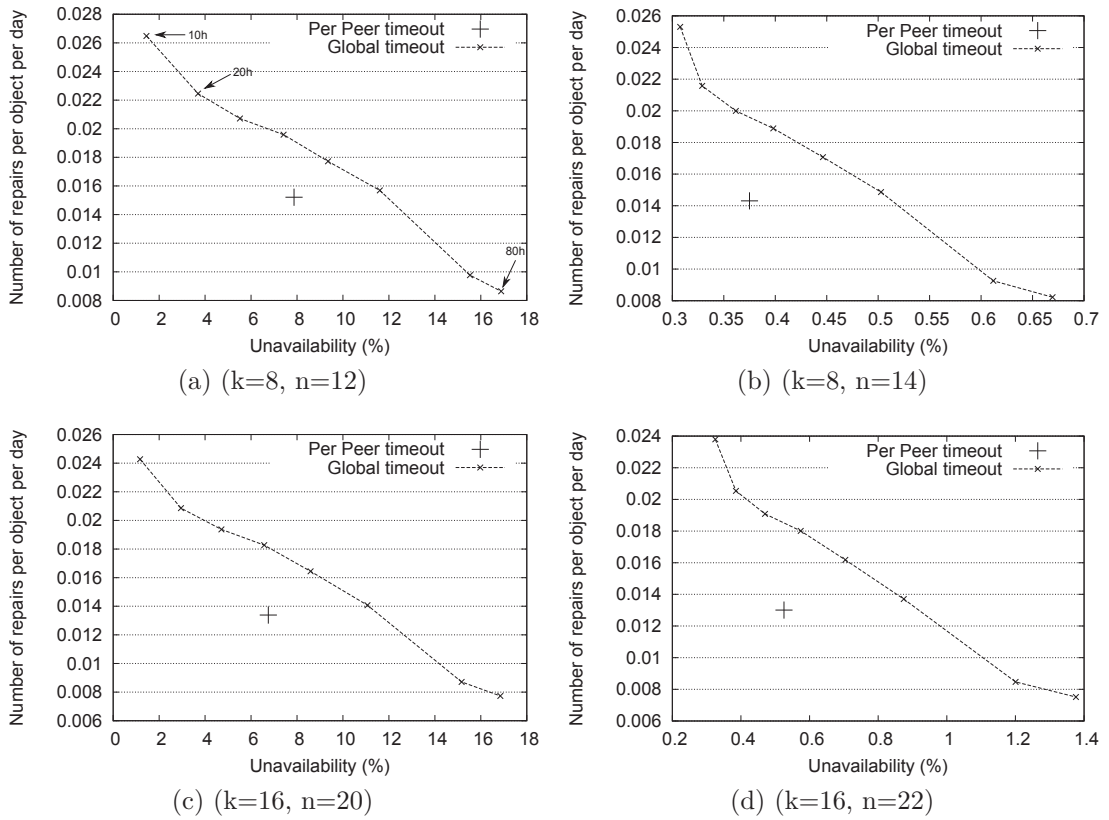 Number of repairs per object per day
0.028
0.026
0.024
0.022
0.02
0.018
0.016
0.014
0.012
0.01
0.008
0 2 4 6 8 10 12 14 16 18
Unavailability (%)
Per Peer timeout
Global timeout
10h
20h
80h
(a) (k=8, n=12)
Number of repairs per object per day
0.026
0.024
0.022
0.02
0.018
0.016
0.014
0.012
0.01
0.008
0.3 0.35 0.4 0.45 0.5 0.55 0.6 0.65 0.7
Unavailability (%)
Per Peer timeout
Global timeout
(b) (k=8, n=14)
Number of repairs per object per day
0.026
0.024
0.022
0.02
0.018
0.016
0.014
0.012
0.01
0.008
0.006
0 2 4 6 8 10 12 14 16 18
Unavailability (%)
Per Peer timeout
Global timeout
(c) (k=16, n=20)
Number of repairs per object per day
0.024
0.022
0.02
0.018
0.016
0.014
0.012
0.01
0.008
0.006
0.2 0.4 0.6 0.8 1 1.2 1.4
Unavailability (%)
Per Peer timeout
Global timeout
(d) (k=16, n=22)